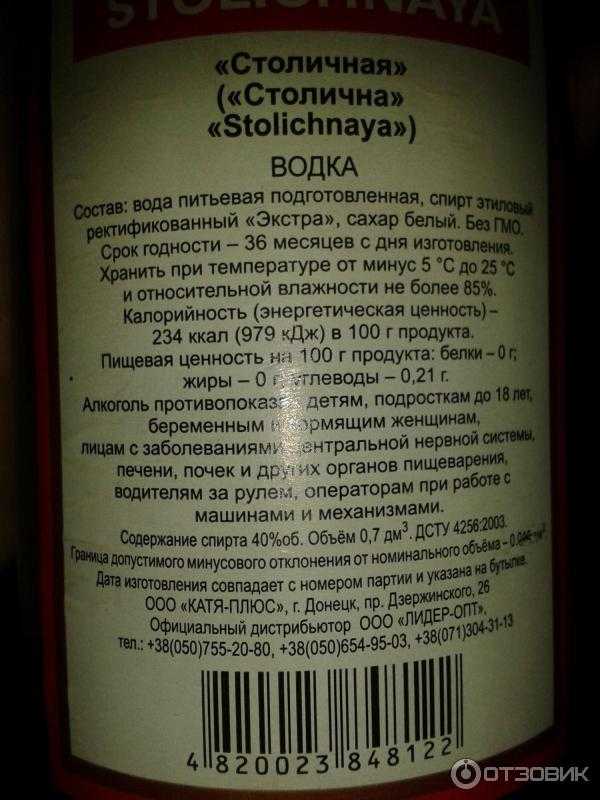 STOLICHNAYA
«Столичная»
(«Столична»
«Stolichnaya»)
ВОДКА
Состав: вода питьевая подготовленная, спирт этиловый
ректификованный «Экстра», сахар белый. Без ГМО.
Срок годности – 36 месяцев с дня изготовления.
Хранить при температуре от минус 5 °С до 25 °С
и относительной влажности не более 85%.
Калорийность (энергетическая ценность) –
234 ккал (979 кДж) в 100 г продукта.
Пищевая ценность на 100 г продукта: белки – 0 г;
жиры – 0 г; углеводы – 0,21 г.
Алкоголь противопоказан детям, подросткам до 18 лет,
беременным и кормящим женщинам,
лицам с заболеваниями центральной нервной системы,
печени, почек и других органов пищеварения,
водителям за рулем, операторам при работе с
машинами и механизмами.
Содержание спирта 40%об. Объём 0,7 дм³. ДСТУ 4256:2003.
Граница допустимого минусового отклонения от номинального объёма –
Дата изготовления совпадает с номером партии и указана на бутылке.
ООО «КАТЯ-ПЛЮС», г. Донецк, пр. Дзержинского, 26
Официальный дистрибьютор ООО «ЛИДЕР-ОПТ»,
тел.: +38(050)755-20-80, +38(050)654-95-03, +38(071)304-31-13
4 820023 848122
ОТЗОВИК